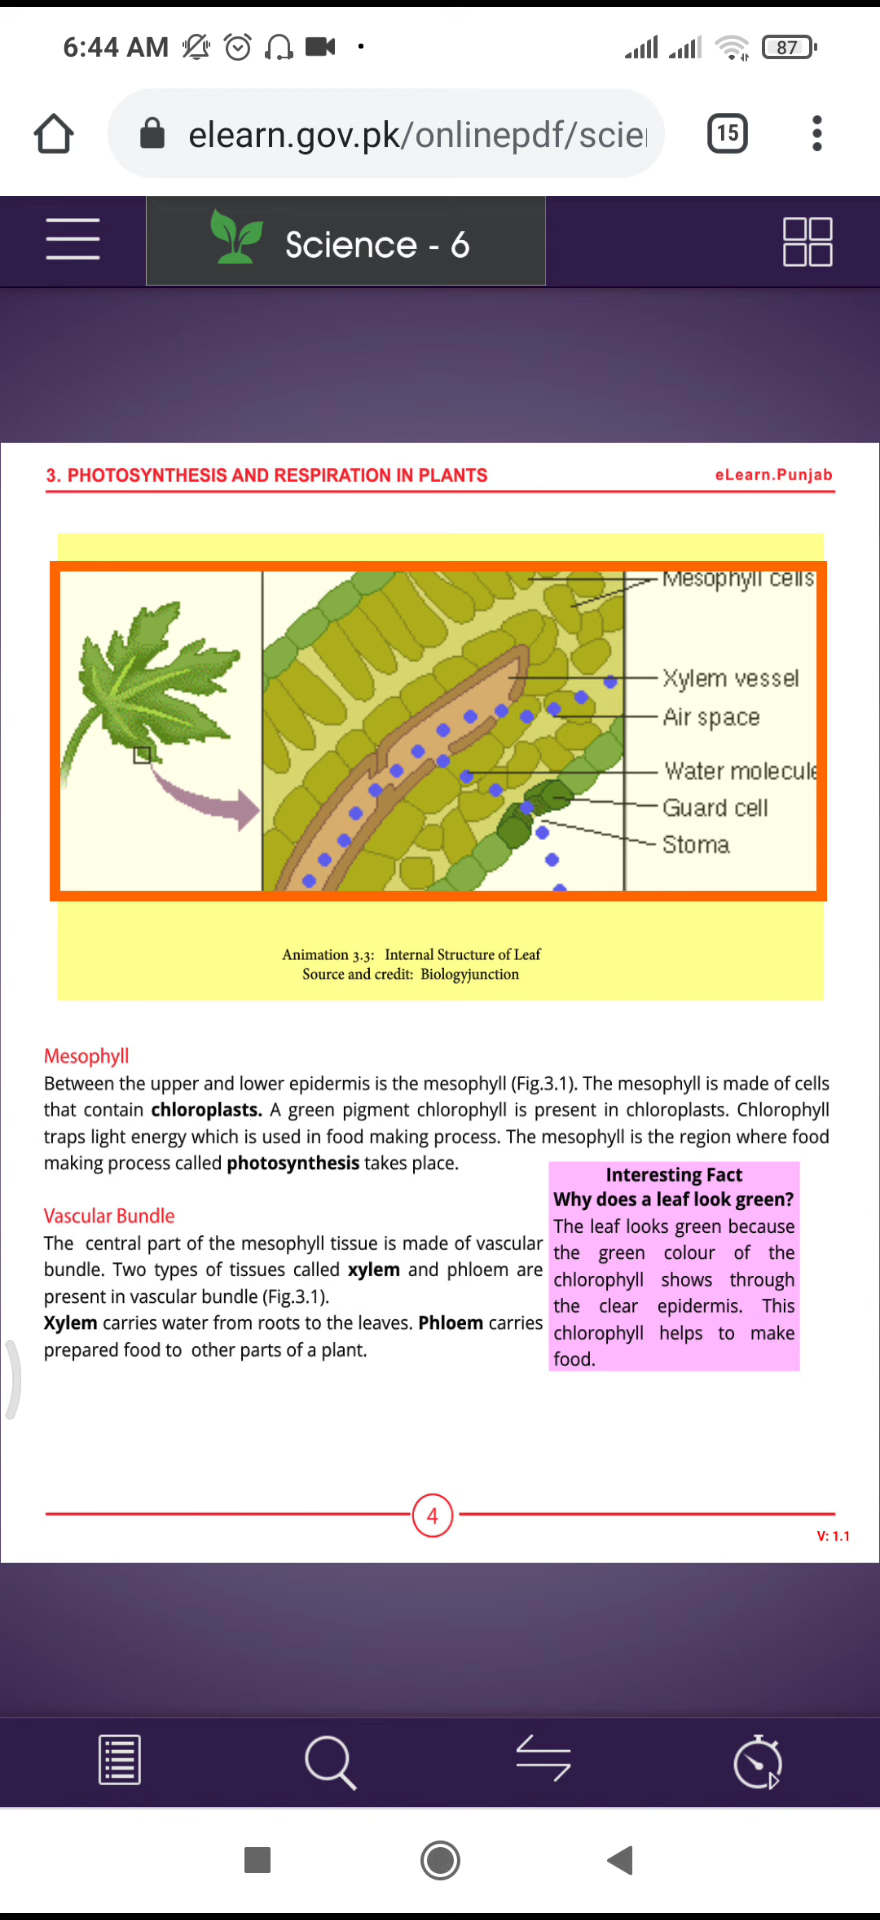 6:44 AM
87
elearn.gov.pk/onlinepdf/scie
15
Science - 6
3. PHOTOSYNTHESIS AND RESPIRATION IN PLANTS
eLearn.Punjab
Mesophyll cells
Xylem vessel
Air space
Water molecule
Guard cell
Stoma
Animation 3.3: Internal Structure of Leaf
Source and credit: Biologyjunction
Mesophyll
Between the upper and lower epidermis is the mesophyll (Fig.3.1). The mesophyll is made of cells
that contain chloroplasts. A green pigment chlorophyll is present in chloroplasts. Chlorophyll
traps light energy which is used in food making process. The mesophyll is the region where food
making process called photosynthesis takes place.
Vascular Bundle
The central part of the mesophyll tissue is made of vascular
bundle. Two types of tissues called xylem and phloem are
present in vascular bundle (Fig.3.1).
Xylem carries water from roots to the leaves. Phloem carries
prepared food to other parts of a plant.
Interesting Fact
Why does a leaf look green?
The leaf looks green because
the green colour of the
chlorophyll shows through
the clear epidermis. This
chlorophyll helps to make
food.
4
V: 1.1